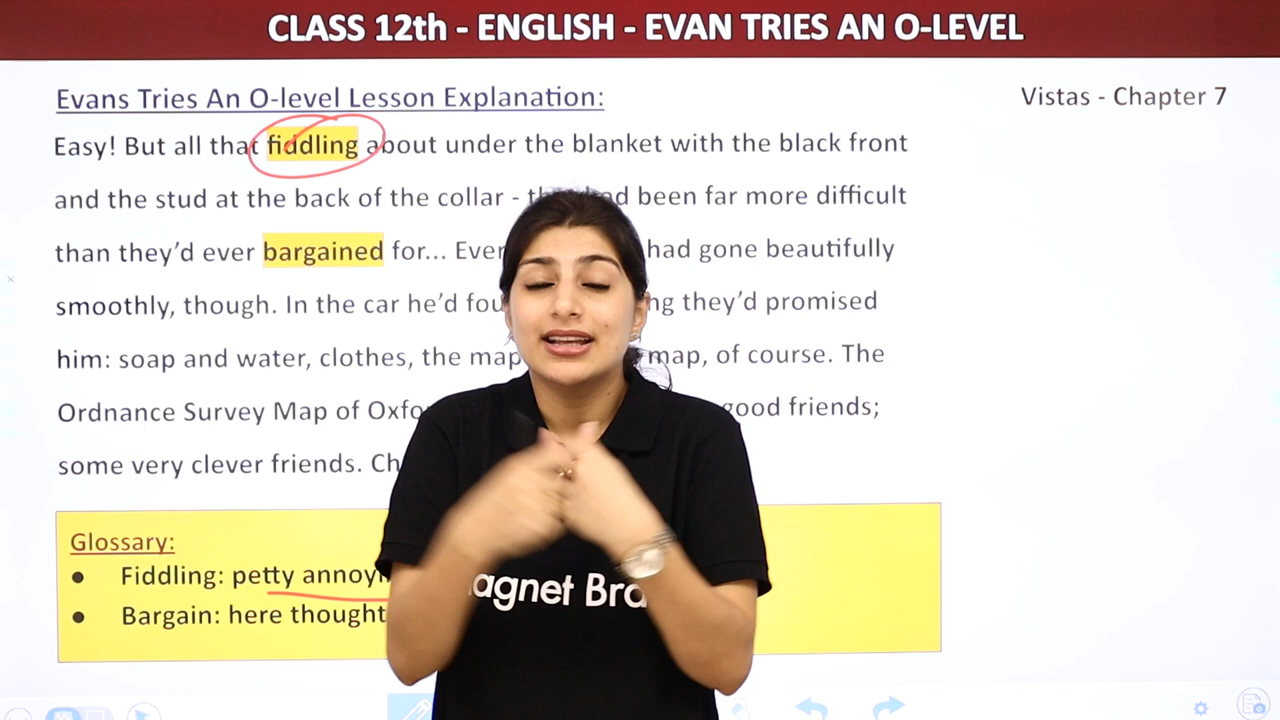 CLASS 12th - ENGLISH - EVAN TRIES AN O-LEVEL
Evans Tries An O-level Lesson Explanation:
Vistas - Chapter 7
Easy! But all that fiddling about under the blanket with the black front
and the stud at the back of the collar - had been far more difficult
than they'd ever bargained for... had gone beautifully
smoothly, though. In the car he'd they'd promised
him: soap and water, clothes, the map map, of course. The
Ordnance Survey Map of good friends;
some very clever friends.
Glossary:
● Fiddling: petty
● Bargain: here thought
agnet Bra